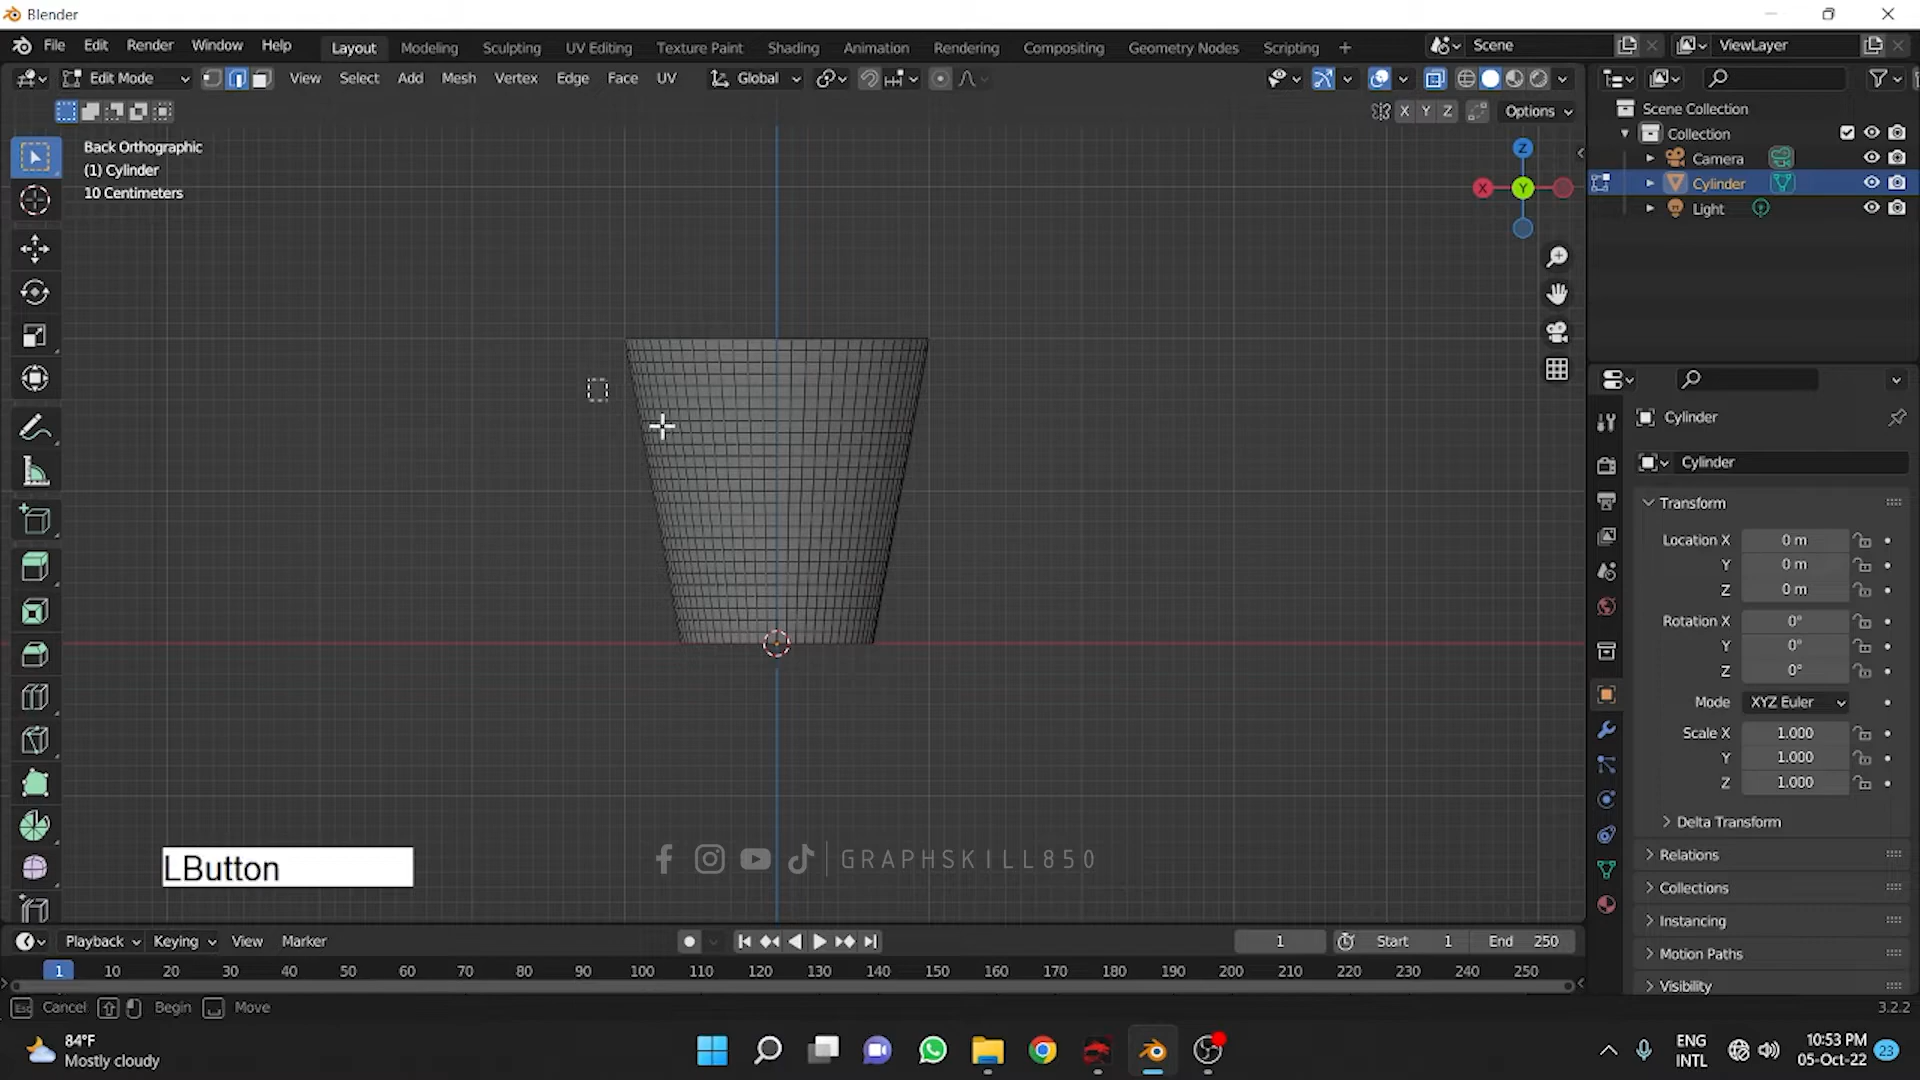 Blender
File Edit Render Window Help Layout Modeling Sculpting UV Editing Texture Paint Shading Animation Rendering Compositing Geometry Nodes Scripting + Scene ViewLayer
Edit Mode View Select Add Mesh Vertex Edge Face UV Global
X Y Z Options
Back Orthographic
(1) Cylinder
10 Centimeters
Z
X Y
Scene Collection
Collection
Camera
Cylinder
Light
Cylinder
Cylinder
Transform
Location X 0 m
Y 0 m
Z 0 m
Rotation X 0°
Y 0°
Z 0°
Mode XYZ Euler
Scale X 1.000
Y 1.000
Z 1.000
Delta Transform
Relations
Collections
Instancing
Motion Paths
Visibility
LButton
GRAPHSKILL850
Playback Keying View Marker 1 Start 1 End 250
1 10 20 30 40 50 60 70 80 90 100 110 120 130 140 150 160 170 180 190 200 210 220 230 240 250
Esc Cancel Begin Move 3.2.2
84°F
Mostly cloudy
ENG
INTL
10:53 PM
05-Oct-22
23